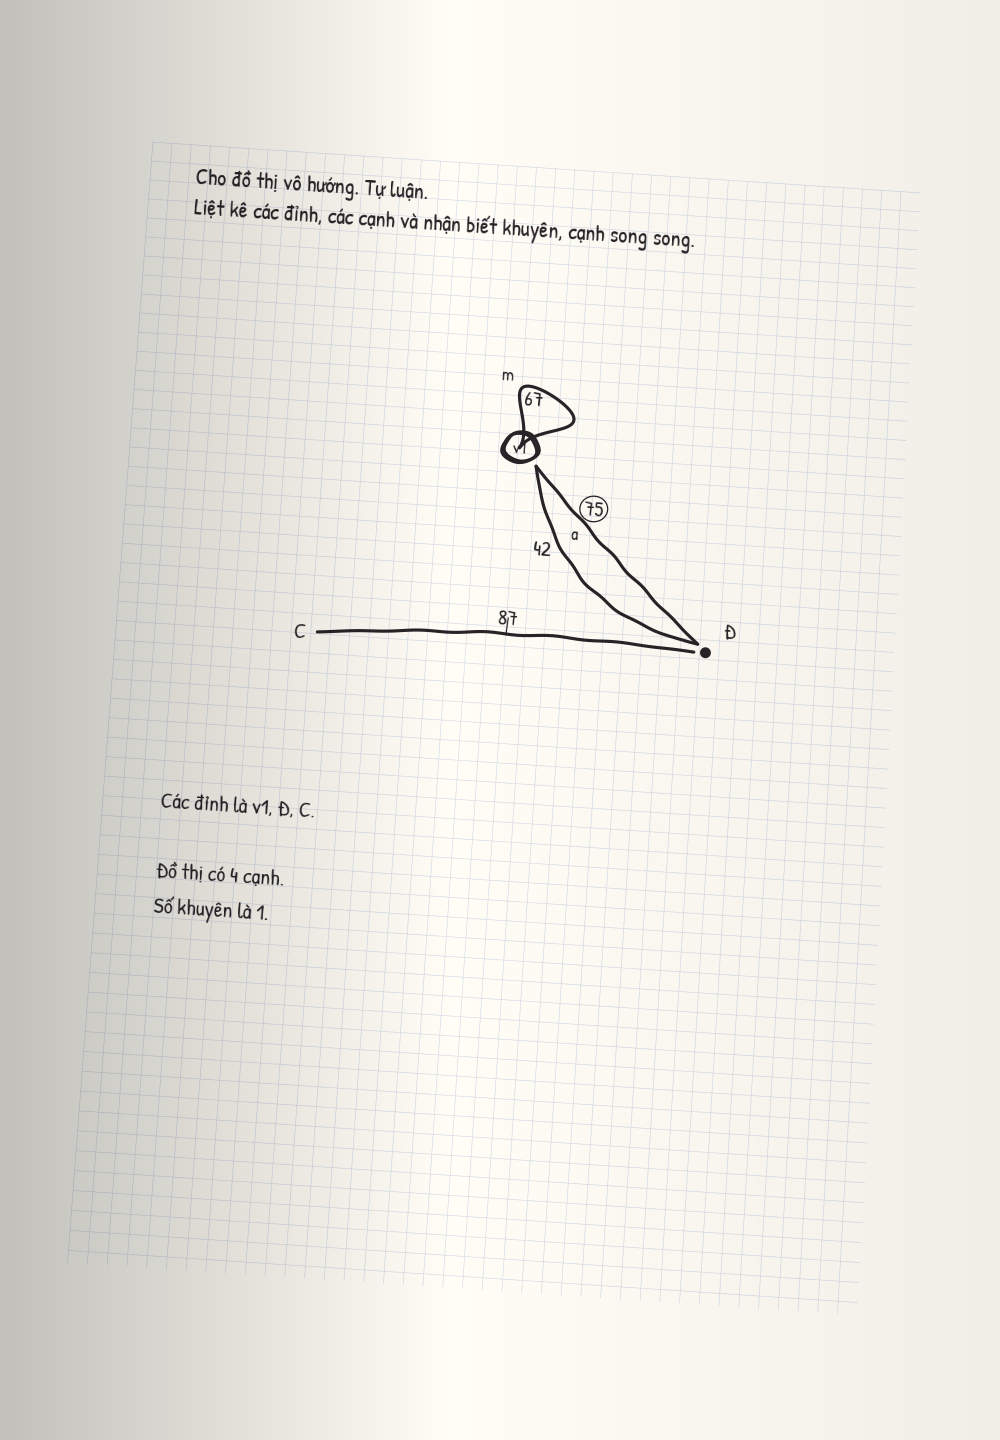 Cho đồ thị vô hướng. Tự luận.
Liệt kê các đỉnh, các cạnh và nhận biết khuyên, cạnh song song.
m
67
v1
75
a
42
87
C
Đ
Các đỉnh là v1, Đ, C.
Đồ thị có 4 cạnh.
Số khuyên là 1.